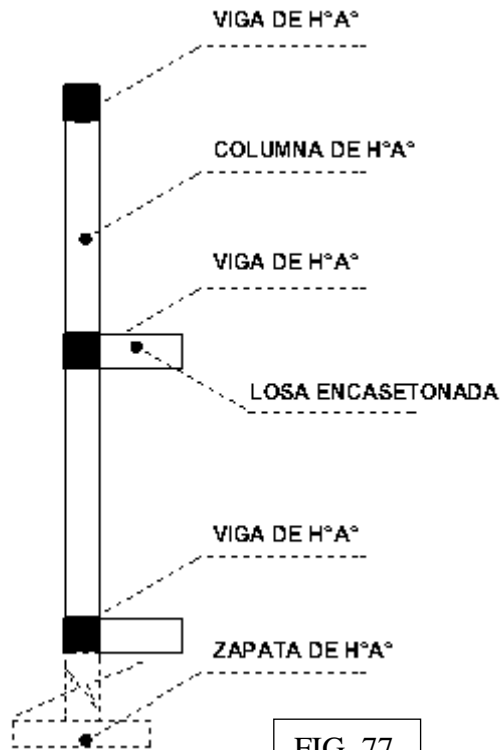 VIGA DE H°A°
COLUMNA DE H°A°
VIGA DE H°A°
LOSA ENCASETONADA
VIGA DE H°A°
ZAPATA DE H°A°
FIG. 77